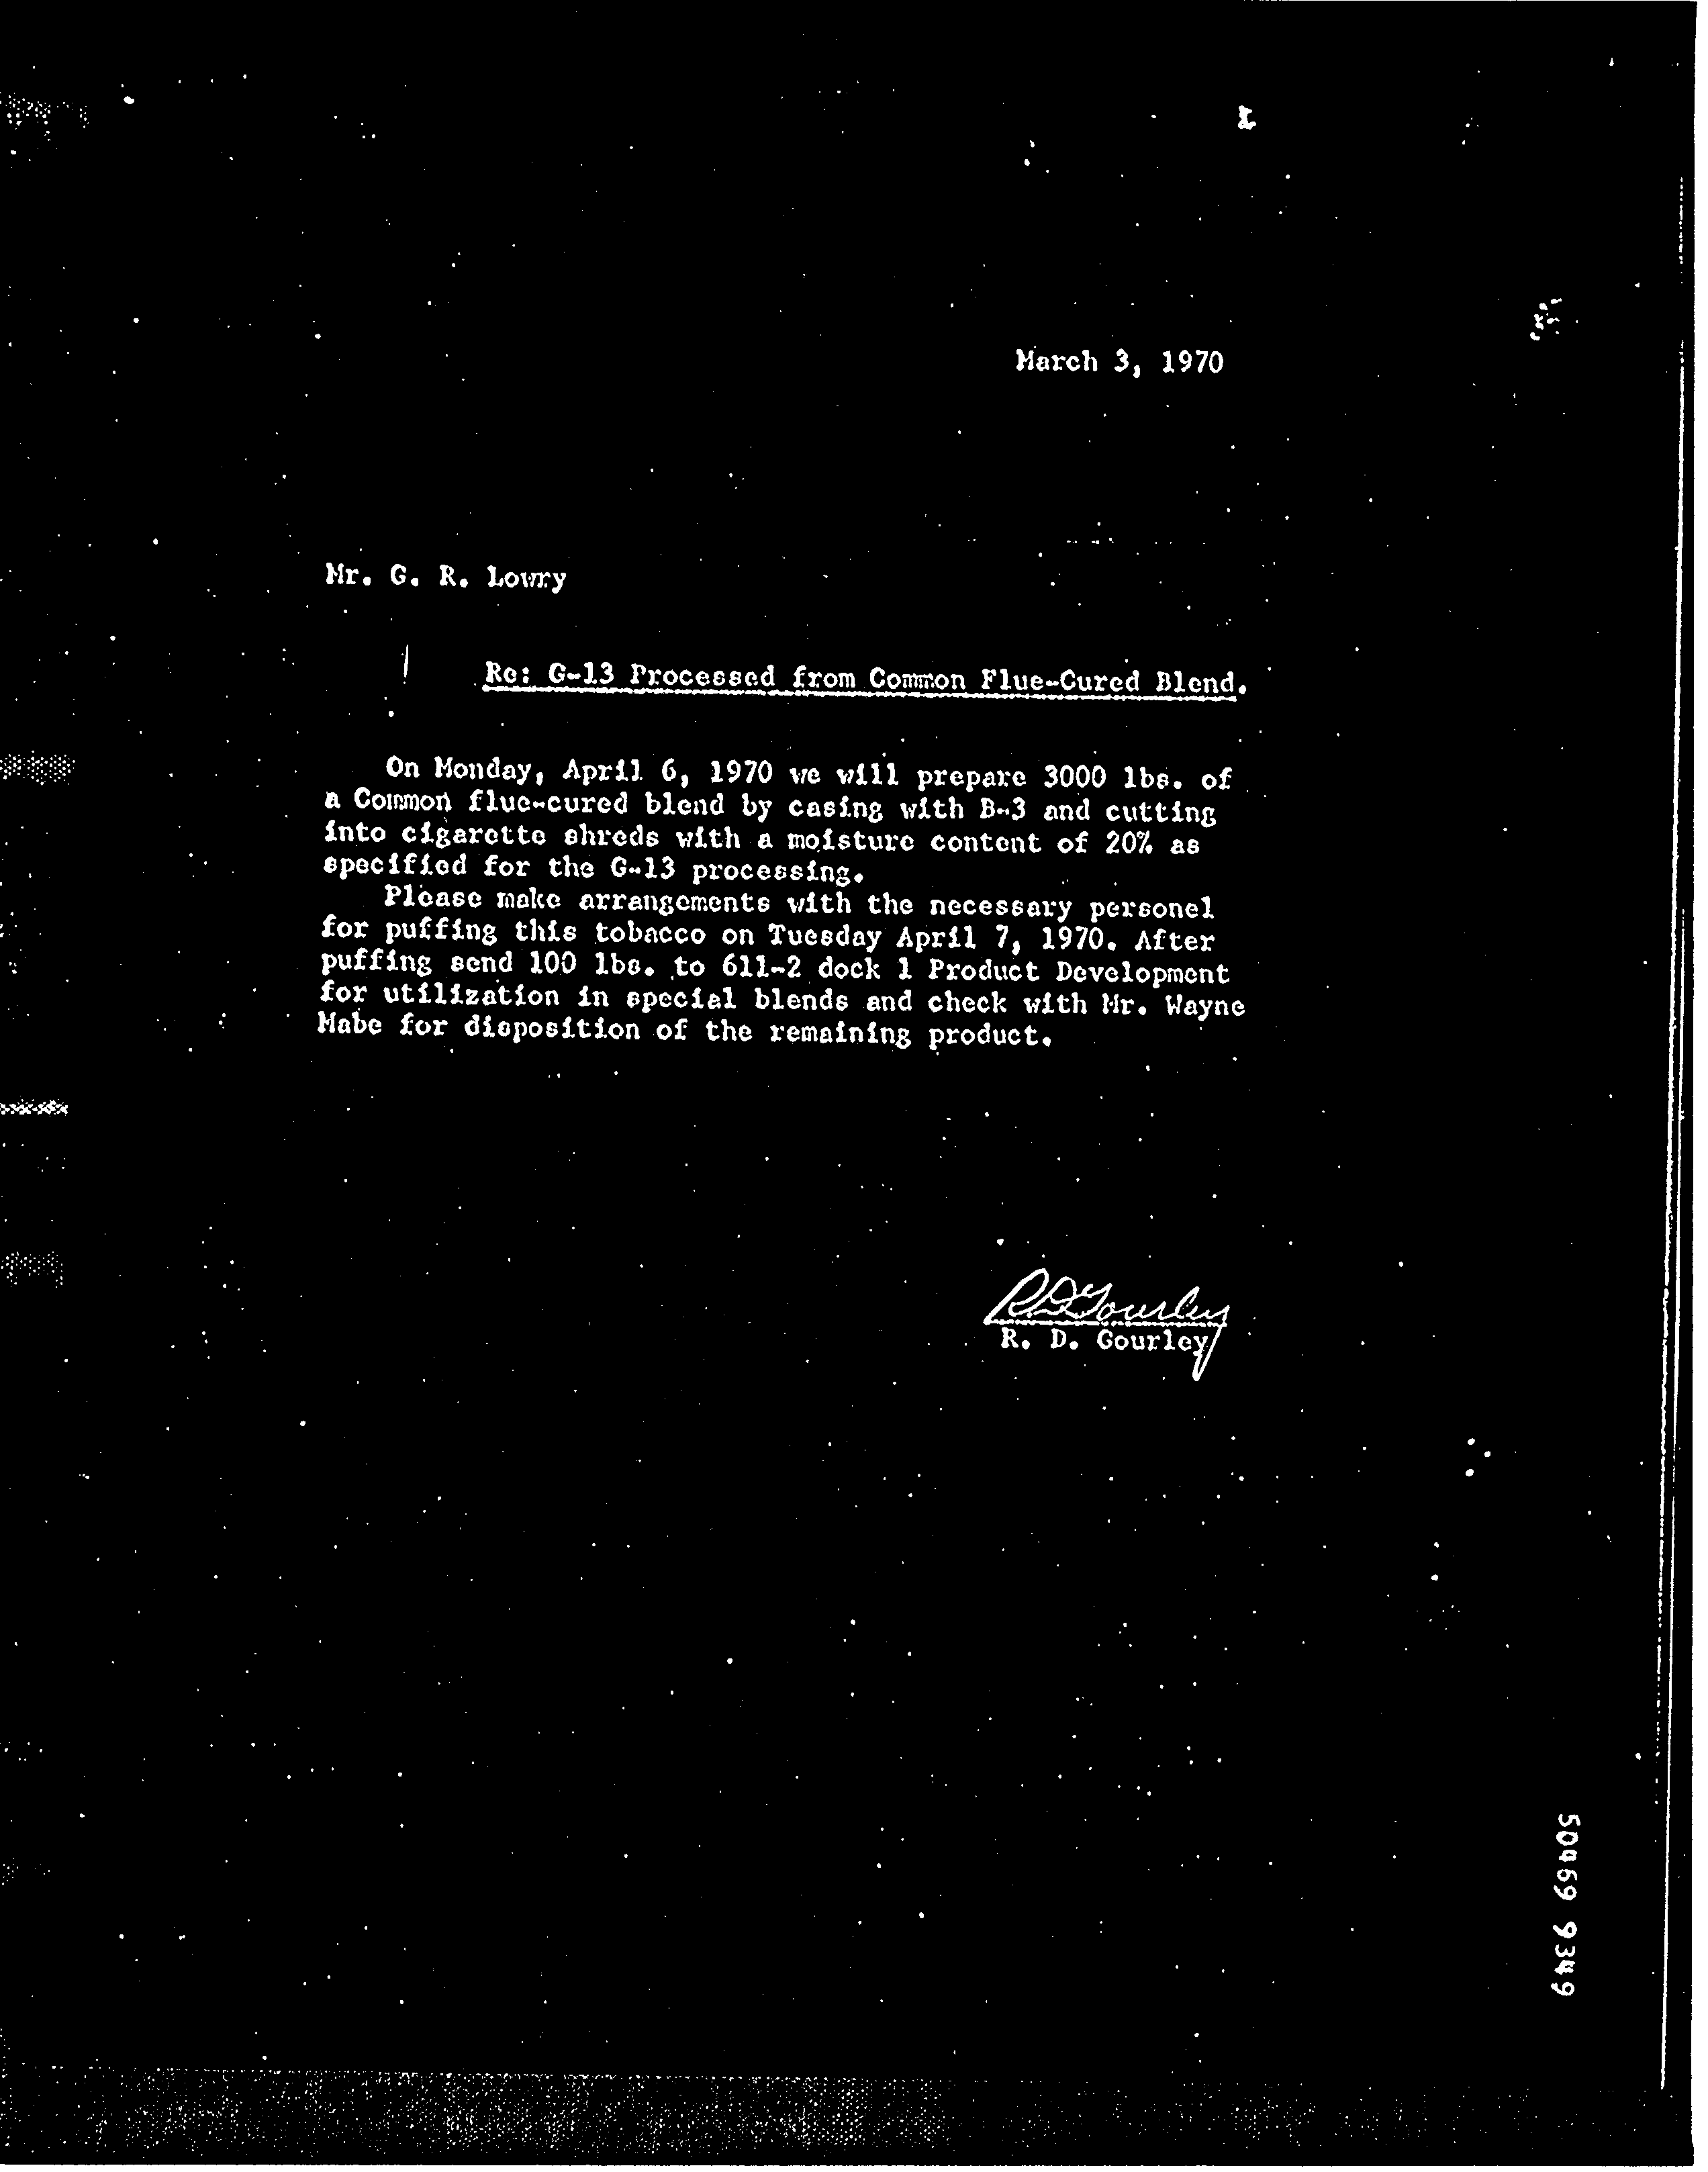 March 3, 1970
Mr. G. R. Lowry
Re: G-13 Processed from Common Flue-Cured Blend.
On Monday, April 6, 1970 we will prepare 3000 lbs. of
a Common flue-cured blend by casing with B-3 and cutting
into cigarette shreds with a moisture content of 20% as
specified for the G-13 processing.
Please make arrangements with the necessary personel
for puffing this tobacco on Tuesday April 7, 1970. After
puffing send 100 lbs. to 611-2 dock 1 Product Development
for utilization in special blends and check with Mr. Wayne
Mabe for disposition of the remaining product.
RDGourley
R. D. Gourley
50069 9349